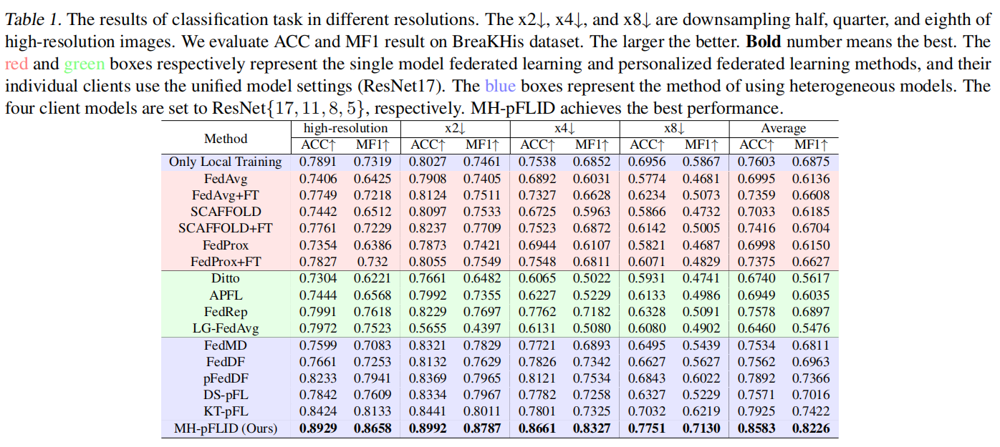 Table 1. The results of classification task in different resolutions. The x2↓, x4↓, and x8↓ are downsampling half, quarter, and eighth of
high-resolution images. We evaluate ACC and MF1 result on BreaKHis dataset. The larger the better. Bold number means the best. The
red and green boxes respectively represent the single model federated learning and personalized federated learning methods, and their
individual clients use the unified model settings (ResNet17). The blue boxes represent the method of using heterogeneous models. The
four client models are set to ResNet{17, 11, 8, 5}, respectively. MH-pFLID achieves the best performance.
Method high-resolution x2↓ x4↓ x8↓ Average
ACC↑ MF1↑ ACC↑ MF1↑ ACC↑ MF1↑ ACC↑ MF1↑ ACC↑ MF1↑
Only Local Training 0.7891 0.7319 0.8027 0.7461 0.7538 0.6852 0.6956 0.5867 0.7603 0.6875
FedAvg 0.7406 0.6425 0.7908 0.7405 0.6892 0.6031 0.5774 0.4681 0.6995 0.6136
FedAvg+FT 0.7749 0.7218 0.8124 0.7511 0.7327 0.6628 0.6234 0.5073 0.7359 0.6608
SCAFFOLD 0.7442 0.6512 0.8097 0.7533 0.6725 0.5963 0.5866 0.4732 0.7033 0.6185
SCAFFOLD+FT 0.7761 0.7229 0.8237 0.7709 0.7523 0.6872 0.6142 0.5005 0.7416 0.6704
FedProx 0.7354 0.6386 0.7873 0.7421 0.6944 0.6107 0.5821 0.4687 0.6998 0.6150
FedProx+FT 0.7827 0.732 0.8055 0.7549 0.7548 0.6811 0.6071 0.4829 0.7375 0.6627
Ditto 0.7304 0.6221 0.7661 0.6482 0.6065 0.5022 0.5931 0.4741 0.6740 0.5617
APFL 0.7444 0.6568 0.7992 0.7355 0.6227 0.5229 0.6133 0.4986 0.6949 0.6035
FedRep 0.7991 0.7618 0.8229 0.7697 0.7762 0.7182 0.6328 0.5091 0.7578 0.6897
LG-FedAvg 0.7972 0.7523 0.5655 0.4397 0.6131 0.5080 0.6080 0.4902 0.6460 0.5476
FedMD 0.7599 0.7083 0.8321 0.7829 0.7721 0.6893 0.6495 0.5439 0.7534 0.6811
FedDF 0.7661 0.7253 0.8132 0.7629 0.7826 0.7342 0.6627 0.5627 0.7562 0.6963
pFedDF 0.8233 0.7941 0.8369 0.7965 0.8121 0.7534 0.6843 0.6022 0.7892 0.7366
DS-pFL 0.7842 0.7609 0.8334 0.7967 0.7782 0.7258 0.6327 0.5229 0.7571 0.7016
KT-pFL 0.8424 0.8133 0.8441 0.8011 0.7801 0.7325 0.7032 0.6219 0.7925 0.7422
MH-pFLID (Ours) 0.8929 0.8658 0.8992 0.8787 0.8661 0.8327 0.7751 0.7130 0.8583 0.8226